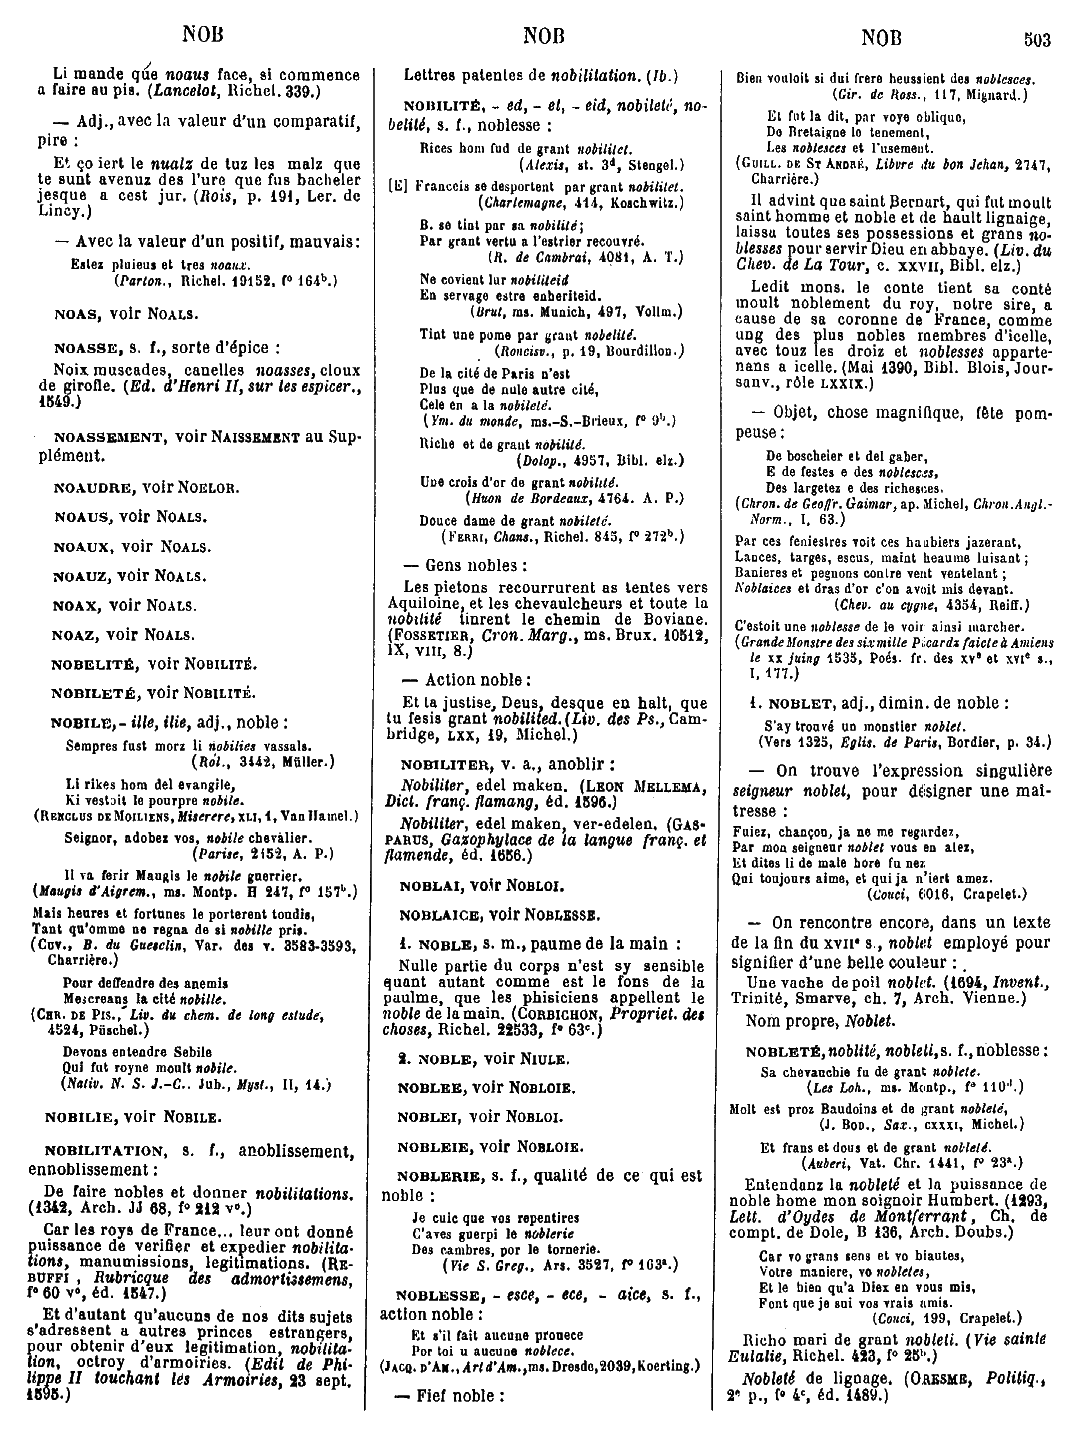 NOB
NOB
NOB
503
Li mande que noaus face, si commence
a faire au pis. (Lancelot, Richel. 339.)
— Adj., avec la valeur d'un comparatif,
pire :
Et ço iert le nualz de tuz les malz que
te sunt avenuz des l'ure que fus bacheler
jesque a cest jur. (Rois, p. 191, Ler. de
Lincy.)
— Avec la valeur d'un positif, mauvais:
Estez pluieus et tres noaux.
(Parton., Richel. 19152, f° 164b.)
NOAS, voir NOALS.
NOASSE, s. f., sorte d'épice :
Noix muscades, canelles noasses, cloux
de girofle. (Ed. d'Henri II, sur les espicer.,
1549.)
NOASSEMENT, voir NAISSEMENT au Sup-
plément.
NOAUDRE, voir NOELOR.
NOAUS, voir NOALS.
NOAUX, voir NOALS.
NOAUZ, voir NOALS.
NOAX, voir NOALS.
NOAZ, voir NOALS.
NOBELITÉ, voir NOBILITÉ.
NOBILETÉ, voir NOBILITÉ.
NOBILE, - ille, ilie, adj., noble :
Sempres fust morz li nobilies vassals.
(Rol., 3442, Müller.)
Li rikes hom del evangile,
Ki vestoit le pourpre nobile.
(RENCLUS DE MOILIENS, Miserere, XLI, 1, Van Hamel.)
Seignor, adobez vos, nobile chevalier.
(Parise, 2152, A. P.)
Il va ferir Maugis le nobile guerrier.
(Maugis d'Aigrem., ms. Montp. H 247, f° 157b.)
Mais heures et fortunes le porterent tondis,
Tant qu'omme ne regna de si nobille pris.
(CUV., B. du Guesclin, Var. des v. 3583-3593,
Charrière.)
Pour deffendre des anemis
Mescreans la cité nobille.
(CHR. DE PIS., Liv. du chem. de long estude,
4524, Püschel.)
Devons entendre Sebile
Qui fut royne moult nobile.
(Nativ. N. S. J.-C., Jub., Myst., II, 14.)
NOBILIE, voir NOBILE.
NOBILITATION, s. f., anoblissement,
ennoblissement :
De faire nobles et donner nobilitations.
(1342, Arch. JJ 68, f° 212 v°.)
Car les roys de France... leur ont donné
puissance de verifier et expedier nobilita-
tions, manumissions, legitimations. (RE-
BUFFI, Rubricque des admortissemens,
f° 60 v°, éd. 1547.)
Et d'autant qu'aucuns de nos dits sujets
s'adressent a autres princes estrangers,
pour obtenir d'eux legitimation, nobilita-
tion, octroy d'armoiries. (Edit de Phi-
lippe II touchant les Armoiries, 23 sept.
1595.)
Lettres patentes de nobilitation. (Ib.)
NOBILITÉ, - ed, - et, - eid, nobileté, no-
belité, s. f., noblesse :
Rices hom fud de grant nobilitet.
(Alexis, st. 3d, Stengel.)
[E] Franceis se desportent par grant nobilitet.
(Charlemagne, 414, Koschwitz.)
B. se tint par sa nobilité;
Par grant vertu a l'estrier recouvré.
(R. de Cambrai, 4081, A. T.)
Ne covient lur nobiliteid
En servage estre enheriteid.
(Brut, ms. Munich, 497, Vollm.)
Tint une pome par grant nobelité.
(Roncisv., p. 19, Bourdillon.)
De la cité de Paris n'est
Plus que de nule autre cité,
Cele en a la nobileté.
(Ym. du monde, ms.-S.-Brieux, f° 9b.)
Riche et de grant nobilité.
(Dolop., 4957, Bibl. elz.)
Une crois d'or de grant nobilité.
(Huon de Bordeaux, 4764. A. P.)
Douce dame de grant nobileté.
(FERRI, Chans., Richel. 845, f° 272b.)
— Gens nobles :
Les pietons recoururent as tentes vers
Aquiloine, et les chevaulcheurs et toute la
nobilité tinrent le chemin de Boviane.
(FOSSETIER, Cron. Marg., ms. Brux. 10512,
IX, VIII, 8.)
— Action noble :
Et ta justise, Deus, desque en halt, que
tu fesis grant nobilited. (Liv. des Ps., Cam-
bridge, LXX, 19, Michel.)
NOBILITER, v. a., anoblir :
Nobiliter, edel maken. (LEON MELLEMA,
Dict. franç. flamang, éd. 1596.)
Nobiliter, edel maken, ver-edelen. (GAS-
PARUS, Gazophylace de la langue franç. et
flamende, éd. 1656.)
NOBLAI, voir NOBLOI.
NOBLAICE, voir NOBLESSE.
1. NOBLE, s. m., paume de la main :
Nulle partie du corps n'est sy sensible
quant autant comme est le fons de la
paulme, que les phisiciens appellent le
noble de la main. (CORBICHON, Propriet. des
choses, Richel. 22533, f° 63c.)
2. NOBLE, voir NIULE.
NOBLEE, voir NOBLOIE.
NOBLEI, voir NOBLOI.
NOBLEIE, voir NOBLOIE.
NOBLERIE, s. f., qualité de ce qui est
noble :
Je cuic que vos repentires
C'aves guerpi le noblerie
Des cambres, por le tornerie.
(Vie S. Greg., Ars. 3527, f° 163a.)
NOBLESSE, - esce, - ece, - aice, s. f.,
action noble :
Et s'il fait aucune prouece
Por toi u aucune noblece.
(JACQ. D'AM., Art d'Am., ms. Dresde, 2039, Koerting.)
— Fief noble :
Bien vouloit si dui frere heussient des noblesces.
(Gir. de Ross., 117, Mignard.)
Et fut la dit, par voye oblique,
De Bretaigne le tenement,
Les noblesces et l'usement.
(GUILL. DE ST ANDRÉ, Libvre du bon Jehan, 2747,
Charrière.)
Il advint que saint Bernart, qui fut moult
saint homme et noble et de hault lignaige,
laissu toutes ses possessions et grans no-
blesses pour servir Dieu en abbaye. (Liv. du
Chev. de La Tour, c. XXVII, Bibl. elz.)
Ledit mons. le conte tient sa conté
moult noblement du roy, notre sire, a
cause de sa coronne de France, comme
ung des plus nobles membres d'icelle,
avec touz les droiz et noblesses apparte-
nans a icelle. (Mai 1390, Bibl. Blois, Jour-
sanv., rôle LXXIX.)
— Objet, chose magnifique, fête pom-
peuse :
De boscheier et del gaber,
E de festes e des noblesces,
Des largetez e des richesces.
(Chron. de Geoffr. Gaimar, ap. Michel, Chron. Angl.-
Norm., I, 63.)
Par ces feniestres voit ces haubiers jazerant,
Lances, targes, escus, maint heaume luisant ;
Banieres et pegnons contre vent ventelant ;
Noblaices et dras d'or c'on avoit mis devant.
(Chev. au cygne, 4354, Reiff.)
C'estoit une noblesse de le voir ainsi marcher.
(Grande Monstre des six mille Picardz faicte à Amiens
le XX juing 1535, Poés. fr. des XVe et XVIe s.,
I, 177.)
1. NOBLET, adj., dimin. de noble :
S'ay trouvé un monstier noblet.
(Vers 1325, Eglis. de Paris, Bordier, p. 34.)
— On trouve l'expression singulière
seigneur noblet, pour désigner une mai-
tresse :
Fuiez, chançon, ja ne me regardez,
Par mon seigneur noblet vous en alez,
Et dites li de male hore fu nez
Qui toujours aime, et qui ja n'iert amez.
(Couci, 6016, Crapelet.)
— On rencontre encore, dans un texte
de la fin du XVIIe s., noblet employé pour
signifier d'une belle couleur :
Une vache de poil noblet. (1694, Invent.,
Trinité, Smarve, ch. 7, Arch. Vienne.)
Nom propre, Noblet.
NOBLETÉ, noblité, nobleti, s. f., noblesse :
Sa chevauchie fu de grant noblete.
(Les Loh., ms. Montp., f° 110d.)
Molt est proz Baudoins et de grant nobleté,
(J. BOD., Sax., CXXXI, Michel.)
Et frans et dous et de grant nobleté.
(Auberi, Vat. Chr. 1441, f° 23a.)
Entendanz la nobleté et la puissance de
noble home mon soignoir Humbert. (1293,
Lett. d'Oydes de Montferrant, Ch. de
compt. de Dole, B 136, Arch. Doubs.)
Car vo grans sens et vo biautes,
Votre maniere, vo nobletes,
Et le bien qu'a Diex en vous mis,
Font que je sui vos vrais amis.
(Couci, 199, Crapelet.)
Richo mari de grant nobleti. (Vie sainte
Eulalie, Richel. 423, f° 25b.)
Nobleté de lignage. (ORESME, Politiq.,
2e p., f° 4c, éd. 1489.)